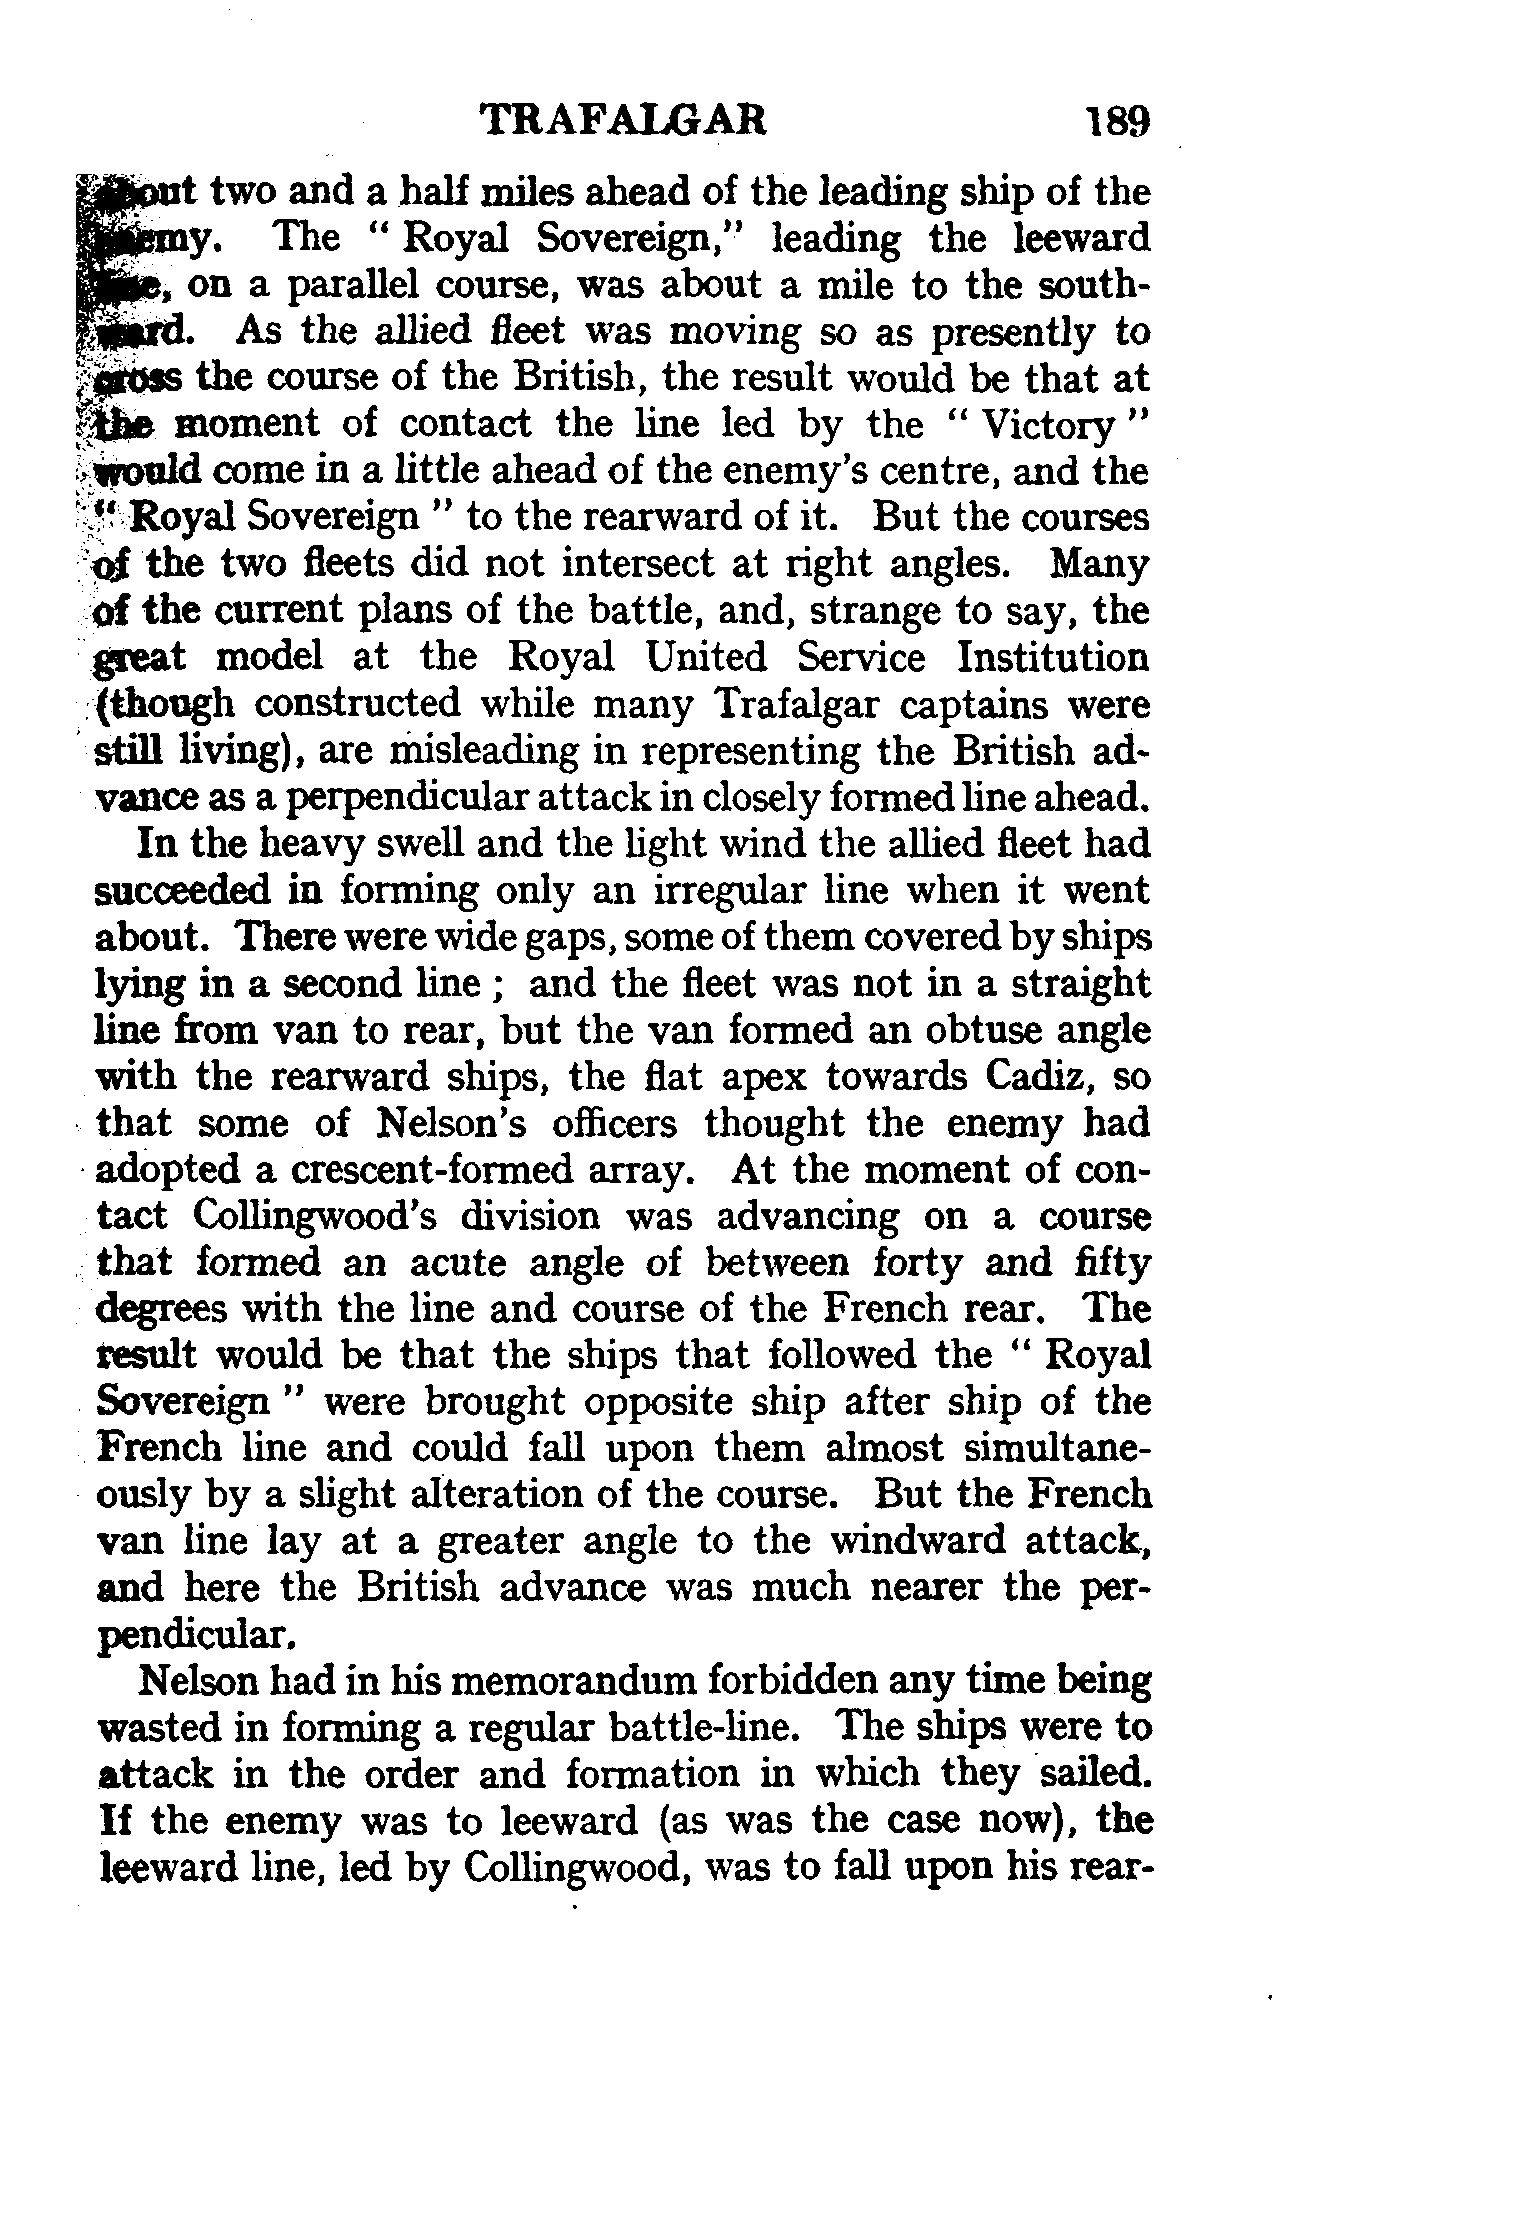 TRAFALGAR 189
about two and a half miles ahead of the leading ship of the
enemy. The “ Royal Sovereign,” leading the leeward
line, on a parallel course, was about a mile to the south-
ward. As the allied fleet was moving so as presently to
cross the course of the British, the result would be that at
the moment of contact the line led by the “ Victory ”
would come in a little ahead of the enemy’s centre, and the
“ Royal Sovereign ” to the rearward of it. But the courses
of the two fleets did not intersect at right angles. Many
of the current plans of the battle, and, strange to say, the
great model at the Royal United Service Institution
(though constructed while many Trafalgar captains were
still living), are misleading in representing the British ad-
vance as a perpendicular attack in closely formed line ahead.
In the heavy swell and the light wind the allied fleet had
succeeded in forming only an irregular line when it went
about. There were wide gaps, some of them covered by ships
lying in a second line ; and the fleet was not in a straight
line from van to rear, but the van formed an obtuse angle
with the rearward ships, the flat apex towards Cadiz, so
that some of Nelson’s officers thought the enemy had
adopted a crescent-formed array. At the moment of con-
tact Collingwood’s division was advancing on a course
that formed an acute angle of between forty and fifty
degrees with the line and course of the French rear. The
result would be that the ships that followed the “ Royal
Sovereign ” were brought opposite ship after ship of the
French line and could fall upon them almost simultane-
ously by a slight alteration of the course. But the French
van line lay at a greater angle to the windward attack,
and here the British advance was much nearer the per-
pendicular.
Nelson had in his memorandum forbidden any time being
wasted in forming a regular battle-line. The ships were to
attack in the order and formation in which they sailed.
If the enemy was to leeward (as was the case now), the
leeward line, led by Collingwood, was to fall upon his rear-